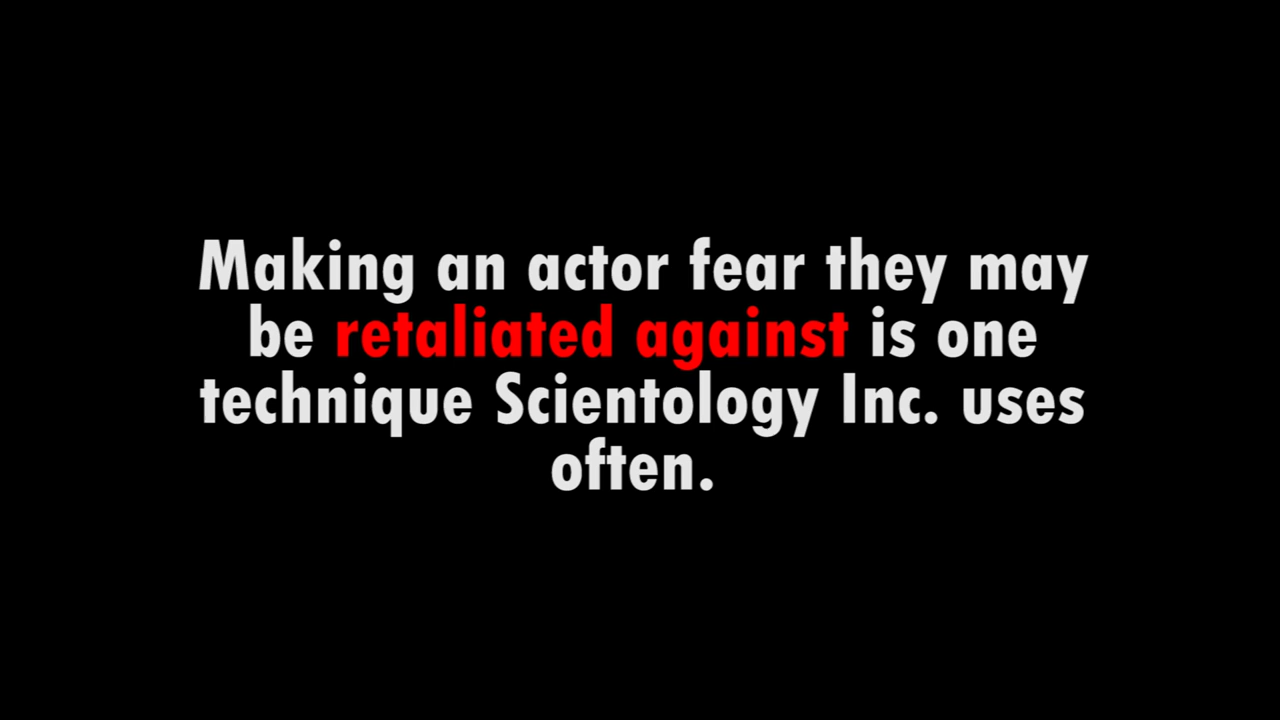 Making an actor fear they may
be retaliated against is one
technique Scientology Inc. uses
often.